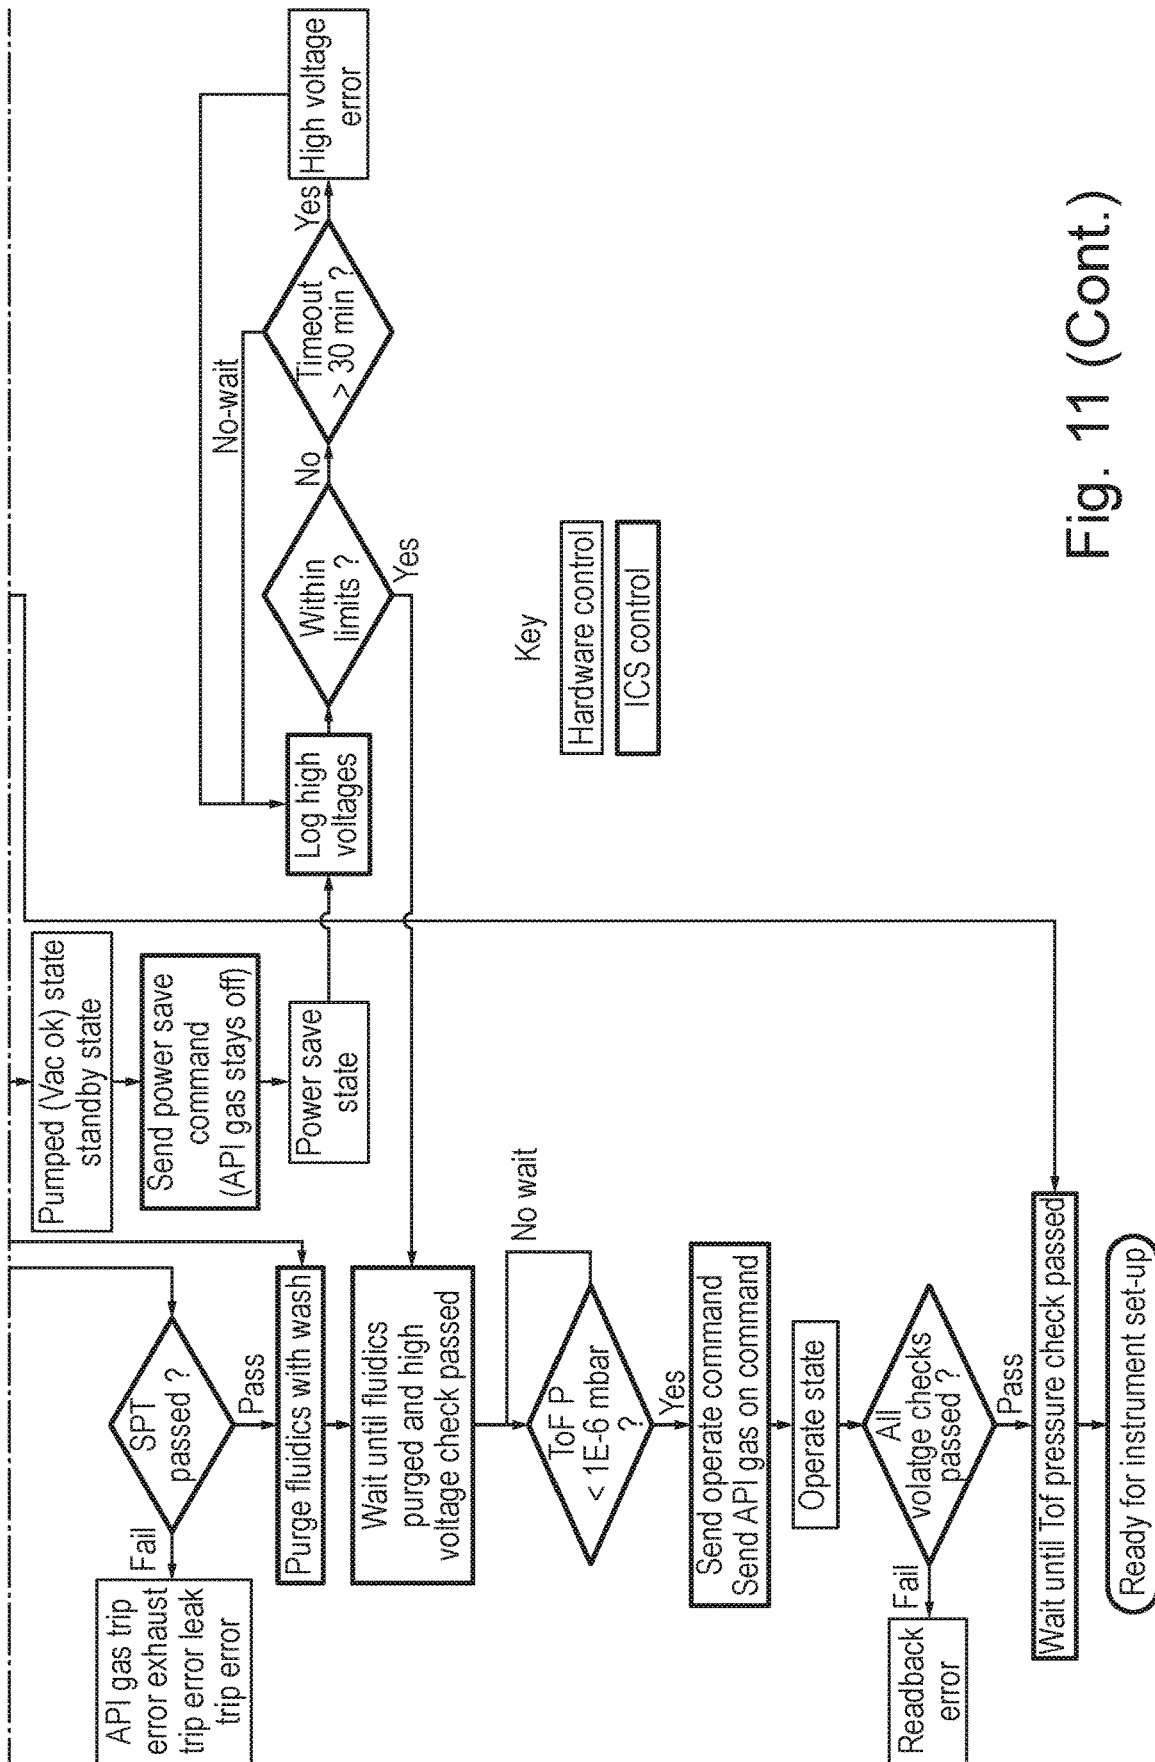 Pumped (Vac ok) state
standby state
Send power save
command
(API gas stays off)
Power save
state
Log high
voltages
Within
limits ?
No
Yes
Timeout
> 30 min ?
No-wait
Yes
High voltage
error
SPT
passed ?
Fail
Pass
API gas trip
error exhaust
trip error leak
trip error
Purge fluidics with wash
Wait until fluidics
purged and high
voltage check passed
ToF P
< 1E-6 mbar
?
No wait
Yes
Send operate command
Send API gas on command
Operate state
All
volatge checks
passed ?
Fail
Pass
Readback
error
Wait until Tof pressure check passed
Ready for instrument set-up
Key
Hardware control
ICS control
Fig. 11 (Cont.)